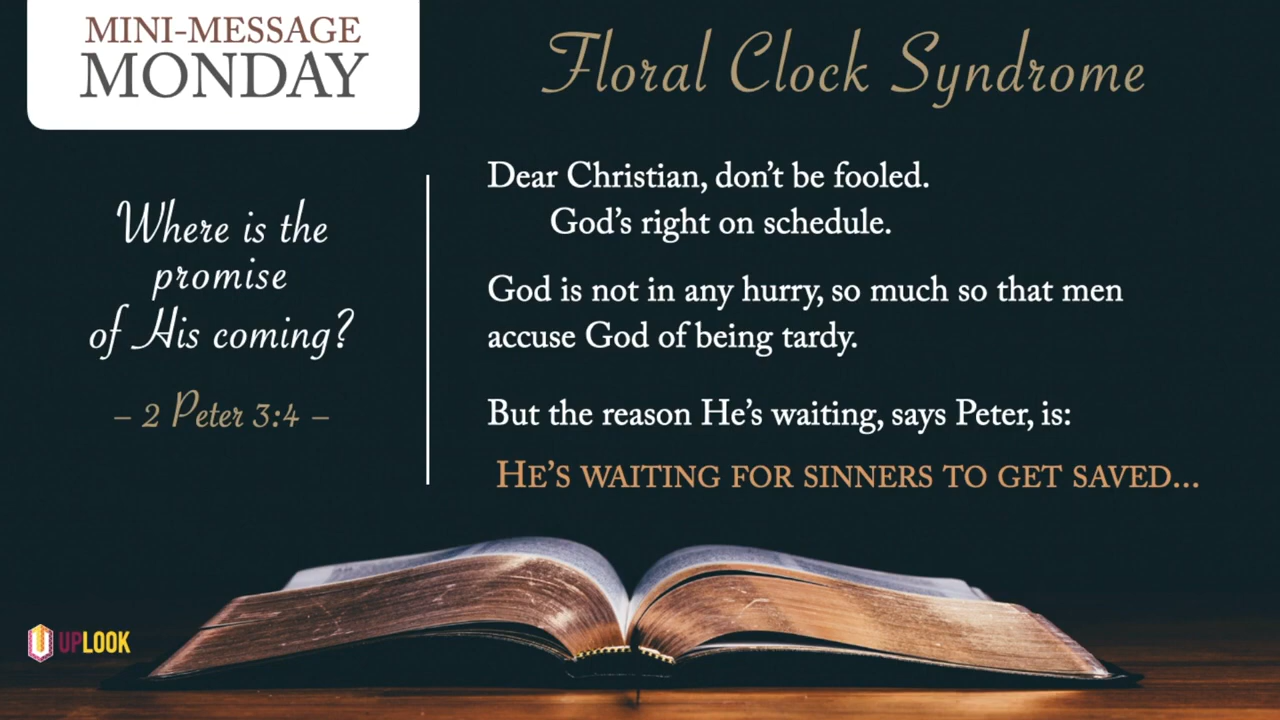 MINI-MESSAGE
MONDAY
Floral Clock Syndrome
Where is the
promise
of His coming?
– 2 Peter 3:4 –
Dear Christian, don’t be fooled.
God’s right on schedule.
God is not in any hurry, so much so that men
accuse God of being tardy.
But the reason He’s waiting, says Peter, is:
HE’S WAITING FOR SINNERS TO GET SAVED...
UPLOOK